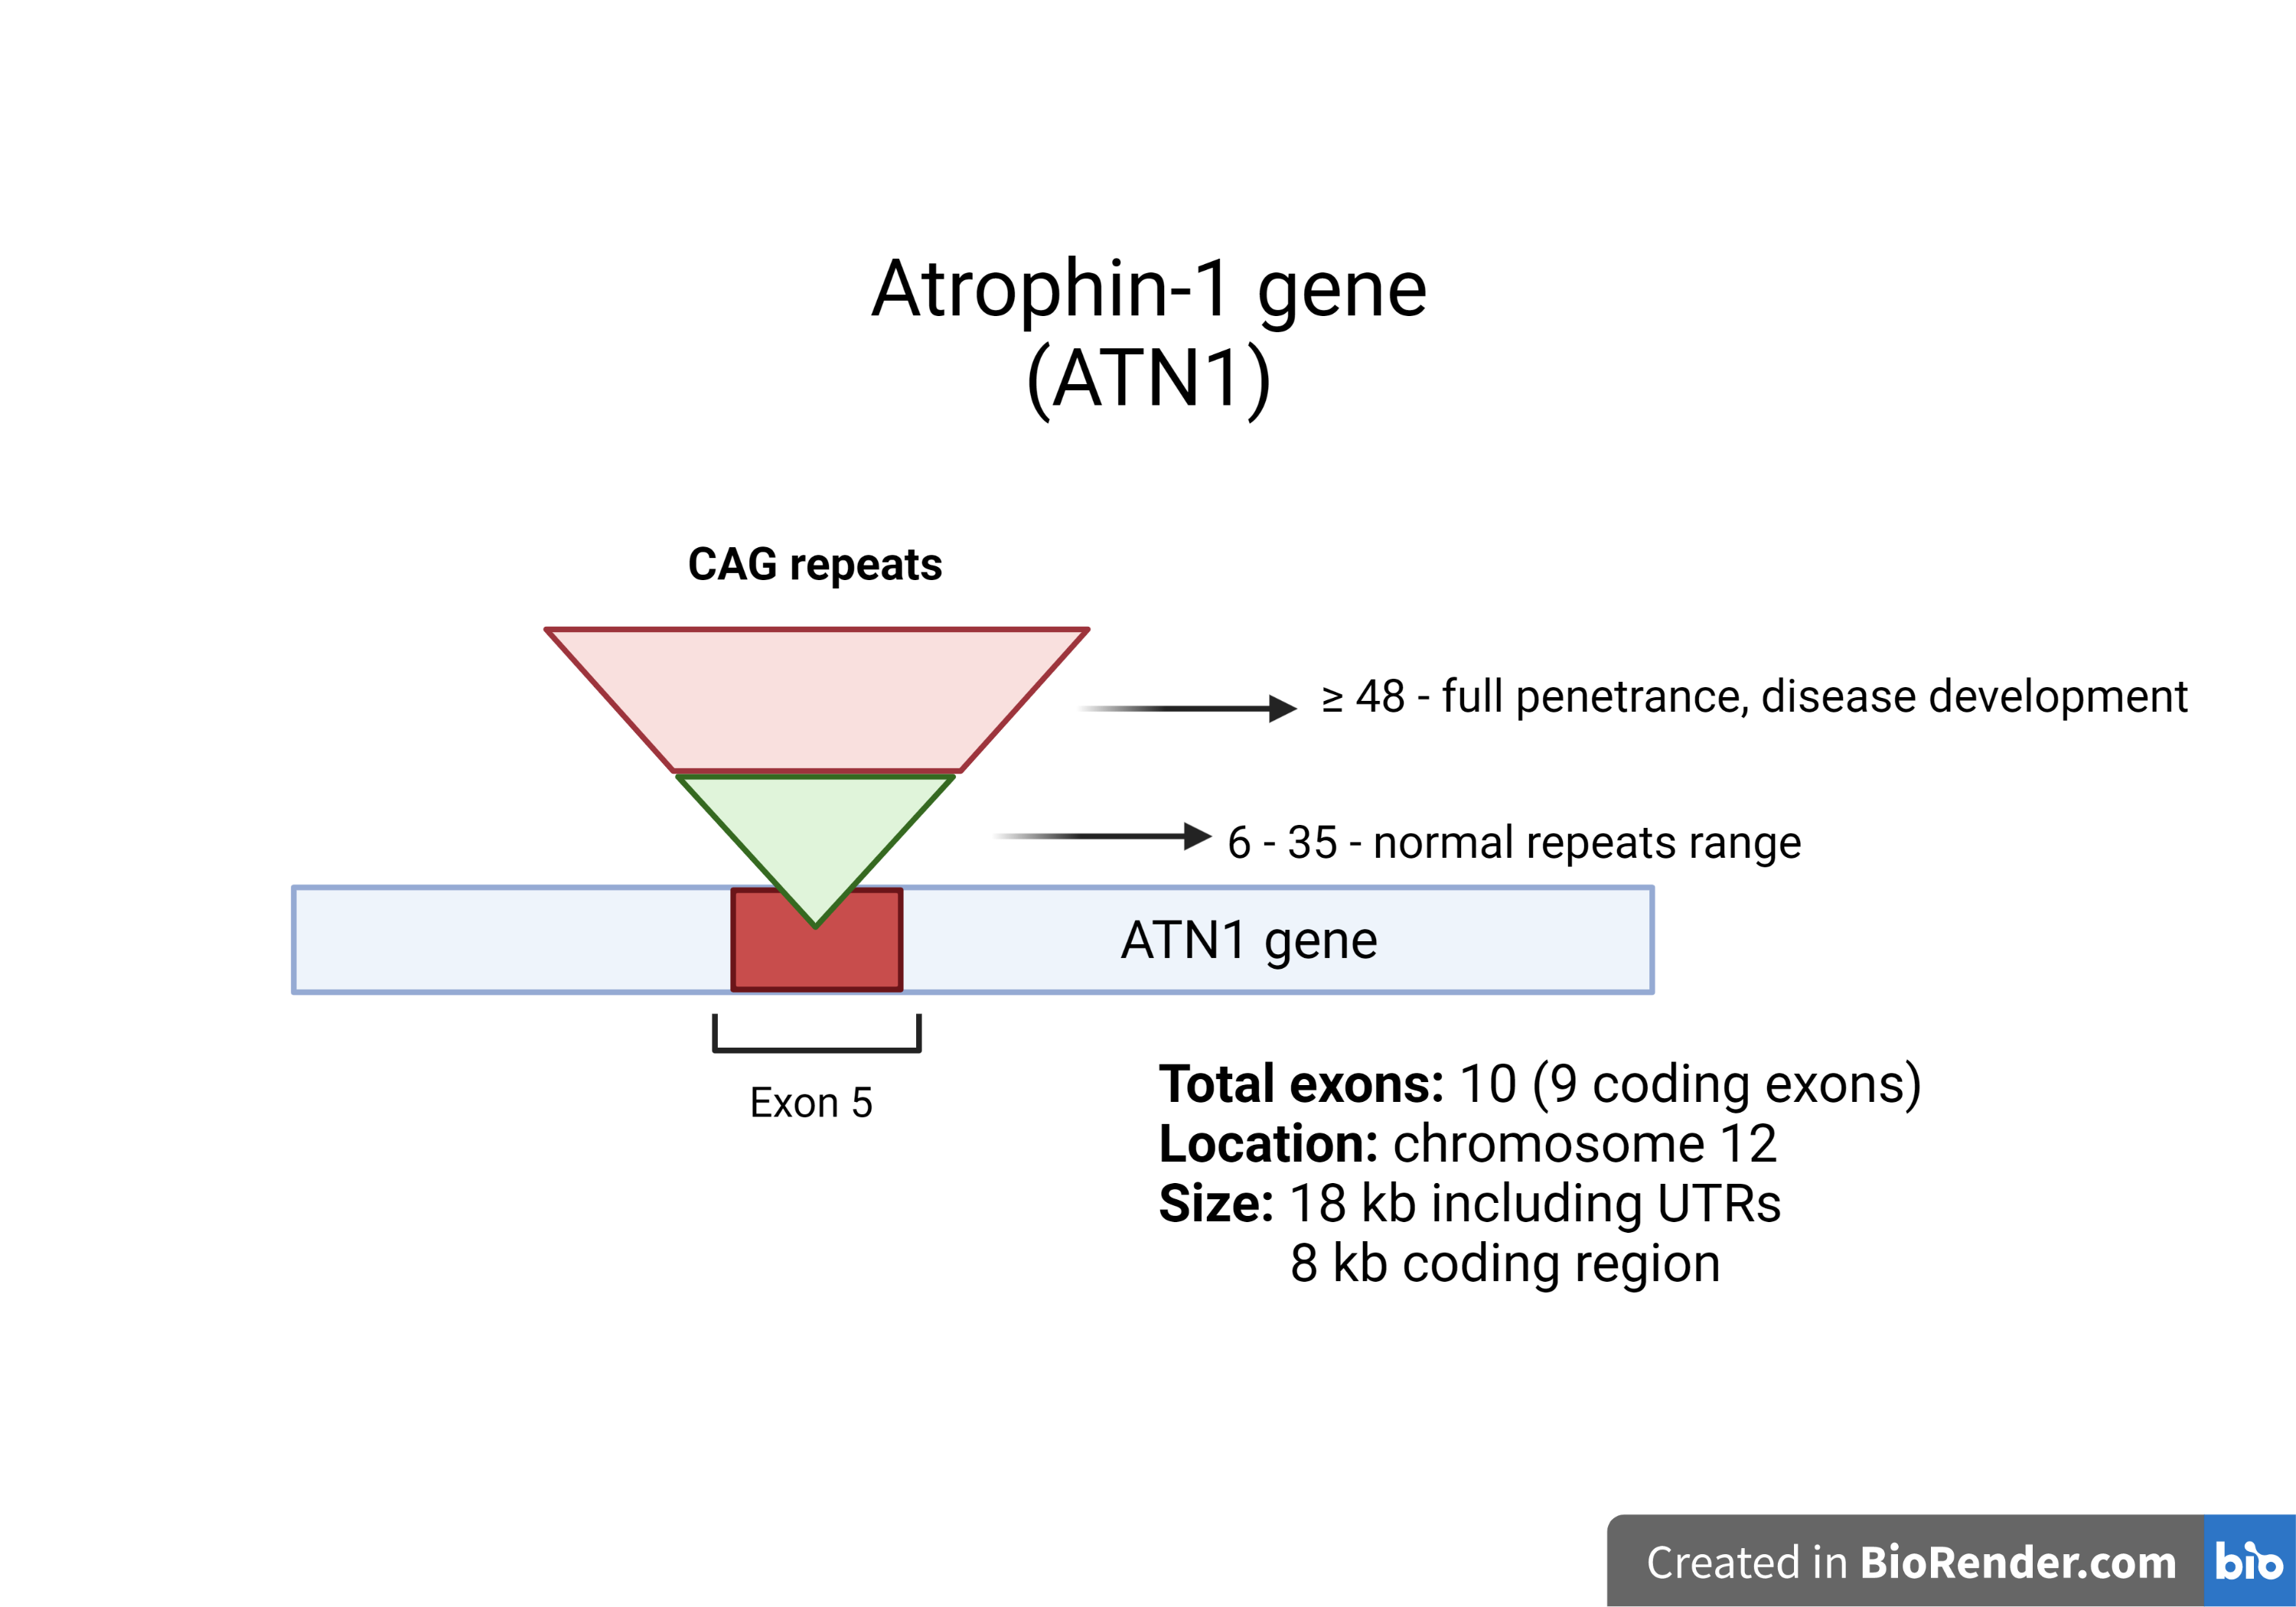 Atrophin-1 gene
(ATN1)
CAG repeats
≥ 48 - full penetrance, disease development
6 - 35 - normal repeats range
ATN1 gene
Exon 5
Total exons: 10 (9 coding exons)
Location: chromosome 12
Size: 18 kb including UTRs
8 kb coding region
Created in BioRender.com bio